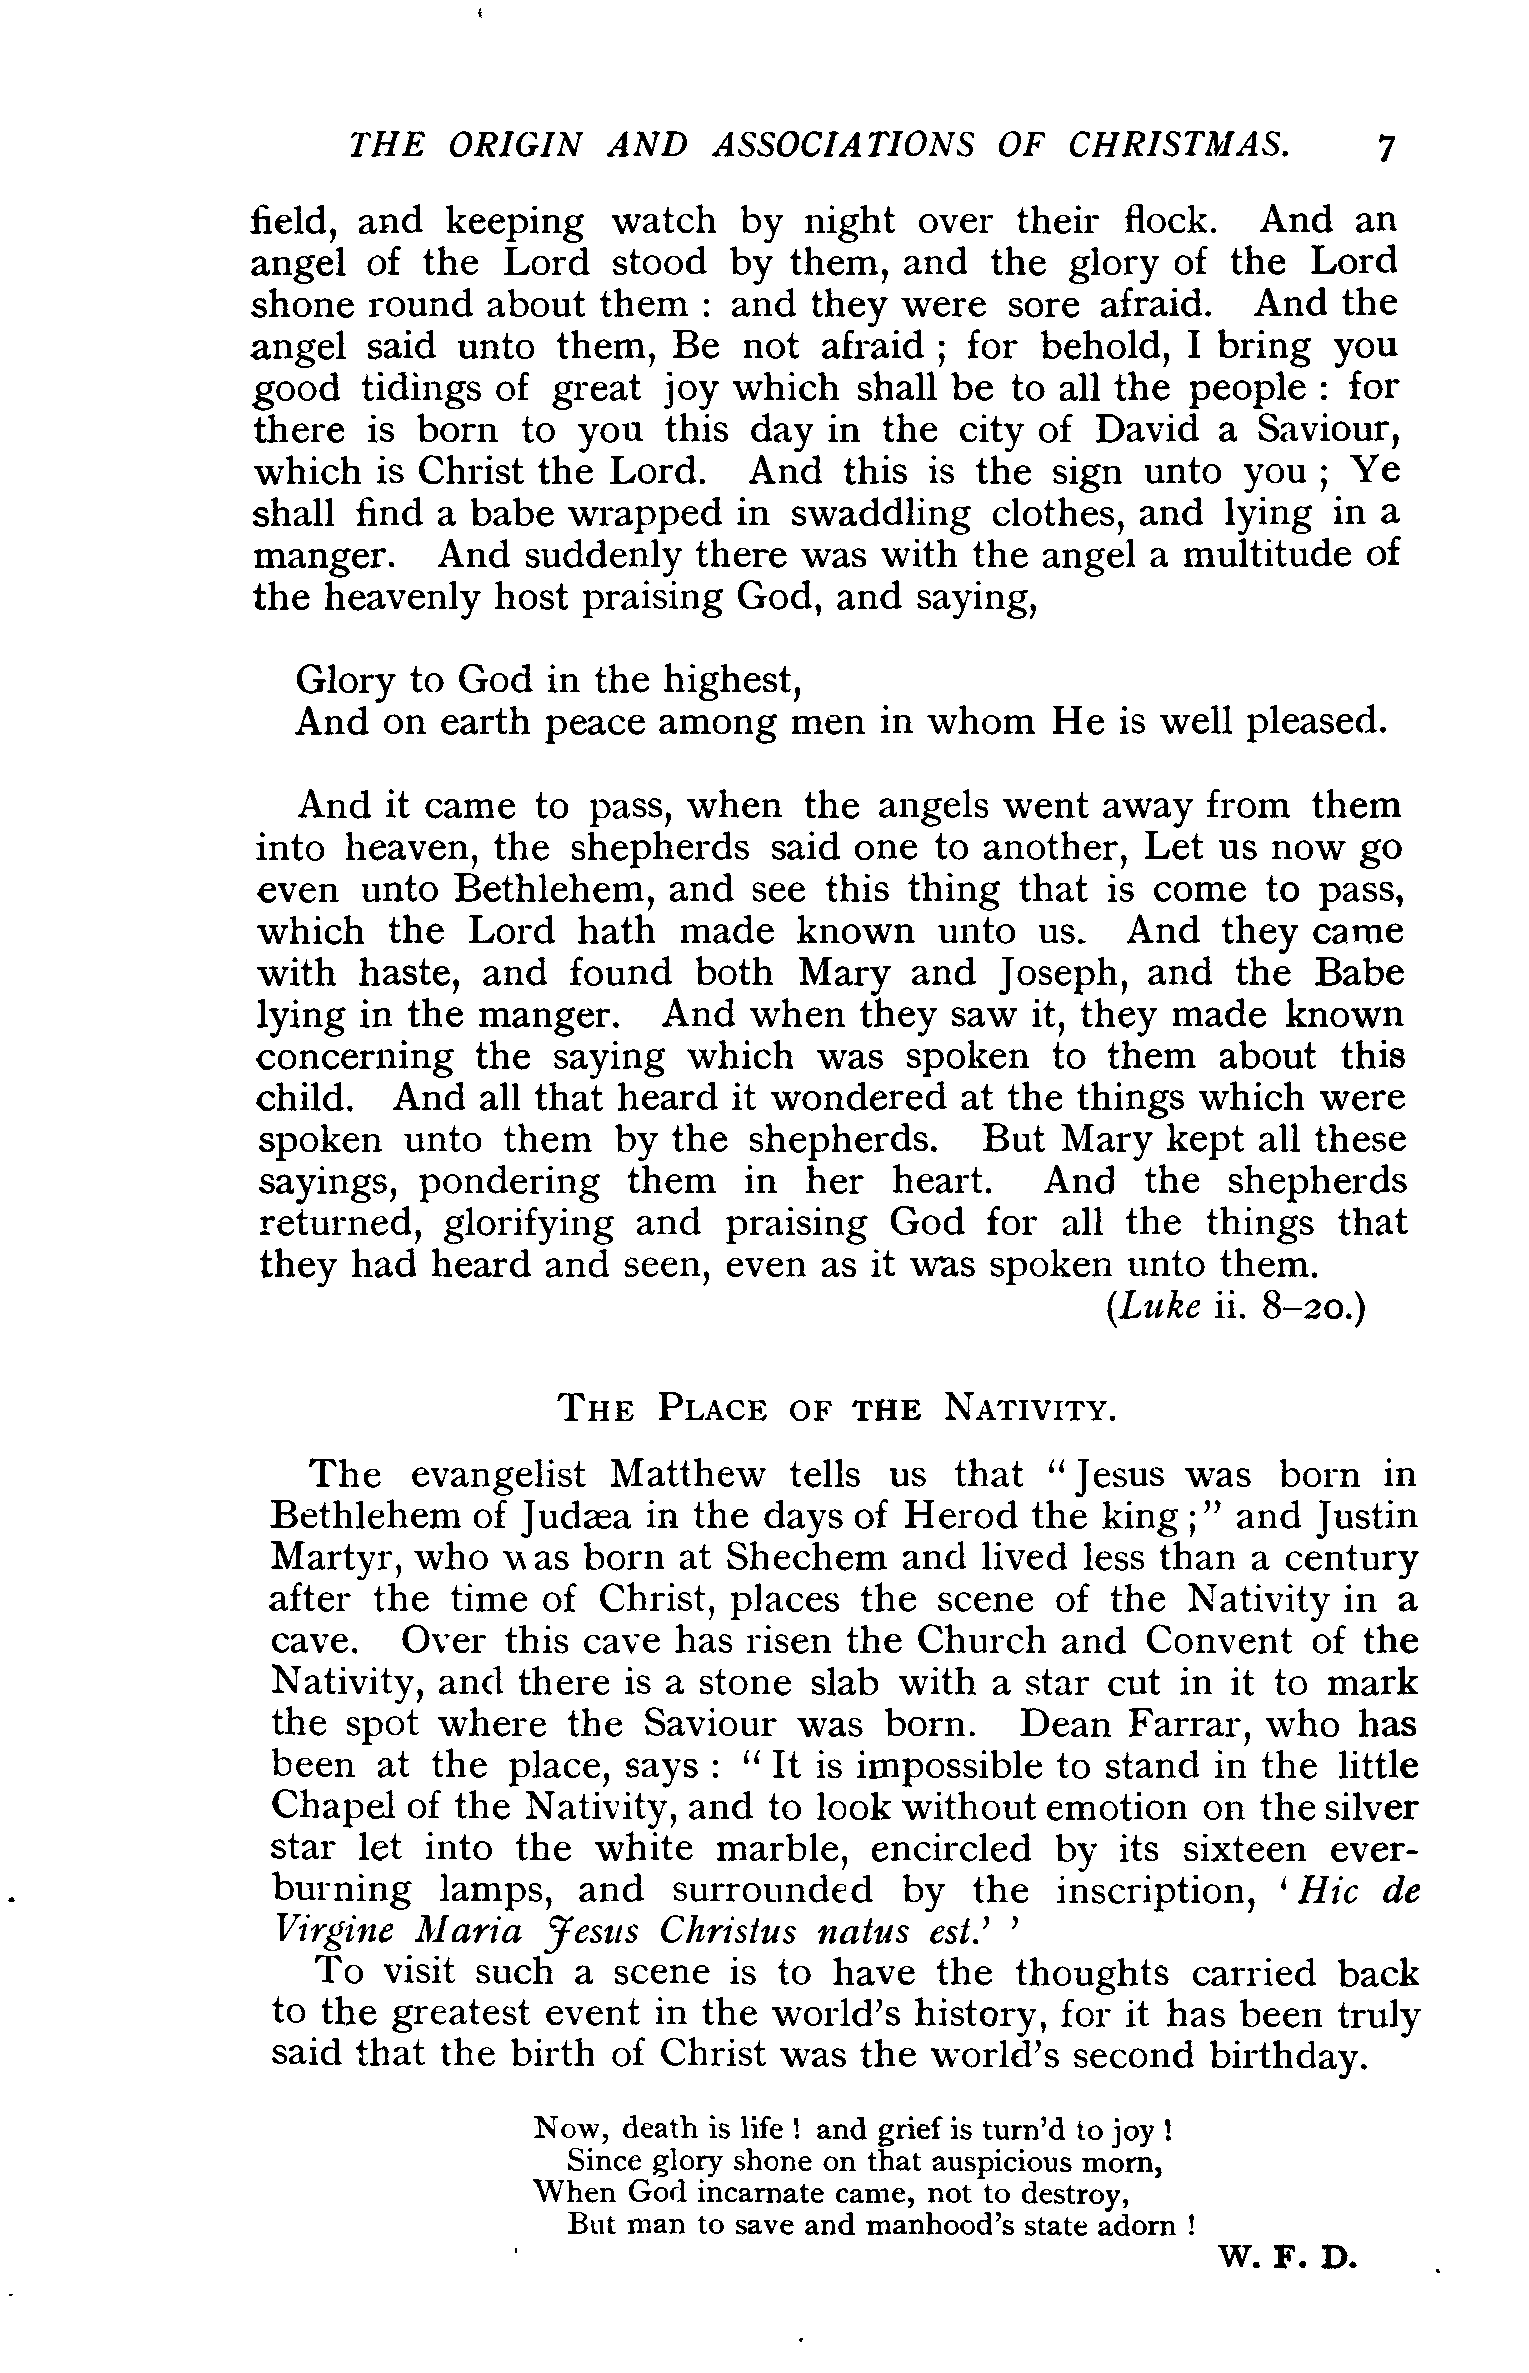 THE ORIGIN AND ASSOCIATIONS OF CHRISTMAS. 7
field, and keeping watch by night over their flock. And an
angel of the Lord stood by them, and the glory of the Lord
shone round about them : and they were sore afraid. And the
angel said unto them, Be not afraid ; for behold, I bring you
good tidings of great joy which shall be to all the people : for
there is born to you this day in the city of David a Saviour,
which is Christ the Lord. And this is the sign unto you ; Ye
shall find a babe wrapped in swaddling clothes, and lying in a
manger. And suddenly there was with the angel a multitude of
the heavenly host praising God, and saying,
Glory to God in the highest,
And on earth peace among men in whom He is well pleased.
And it came to pass, when the angels went away from them
into heaven, the shepherds said one to another, Let us now go
even unto Bethlehem, and see this thing that is come to pass,
which the Lord hath made known unto us. And they came
with haste, and found both Mary and Joseph, and the Babe
lying in the manger. And when they saw it, they made known
concerning the saying which was spoken to them about this
child. And all that heard it wondered at the things which were
spoken unto them by the shepherds. But Mary kept all these
sayings, pondering them in her heart. And the shepherds
returned, glorifying and praising God for all the things that
they had heard and seen, even as it was spoken unto them.
(Luke ii. 8–20.)
THE PLACE OF THE NATIVITY.
The evangelist Matthew tells us that “Jesus was born in
Bethlehem of Judæa in the days of Herod the king ;” and Justin
Martyr, who was born at Shechem and lived less than a century
after the time of Christ, places the scene of the Nativity in a
cave. Over this cave has risen the Church and Convent of the
Nativity, and there is a stone slab with a star cut in it to mark
the spot where the Saviour was born. Dean Farrar, who has
been at the place, says : “ It is impossible to stand in the little
Chapel of the Nativity, and to look without emotion on the silver
star let into the white marble, encircled by its sixteen ever-
burning lamps, and surrounded by the inscription, ‘ Hic de
Virgine Maria Jesus Christus natus est.’ ’
To visit such a scene is to have the thoughts carried back
to the greatest event in the world’s history, for it has been truly
said that the birth of Christ was the world’s second birthday.
Now, death is life ! and grief is turn’d to joy !
Since glory shone on that auspicious morn,
When God incarnate came, not to destroy,
But man to save and manhood’s state adorn !
W. F. D.